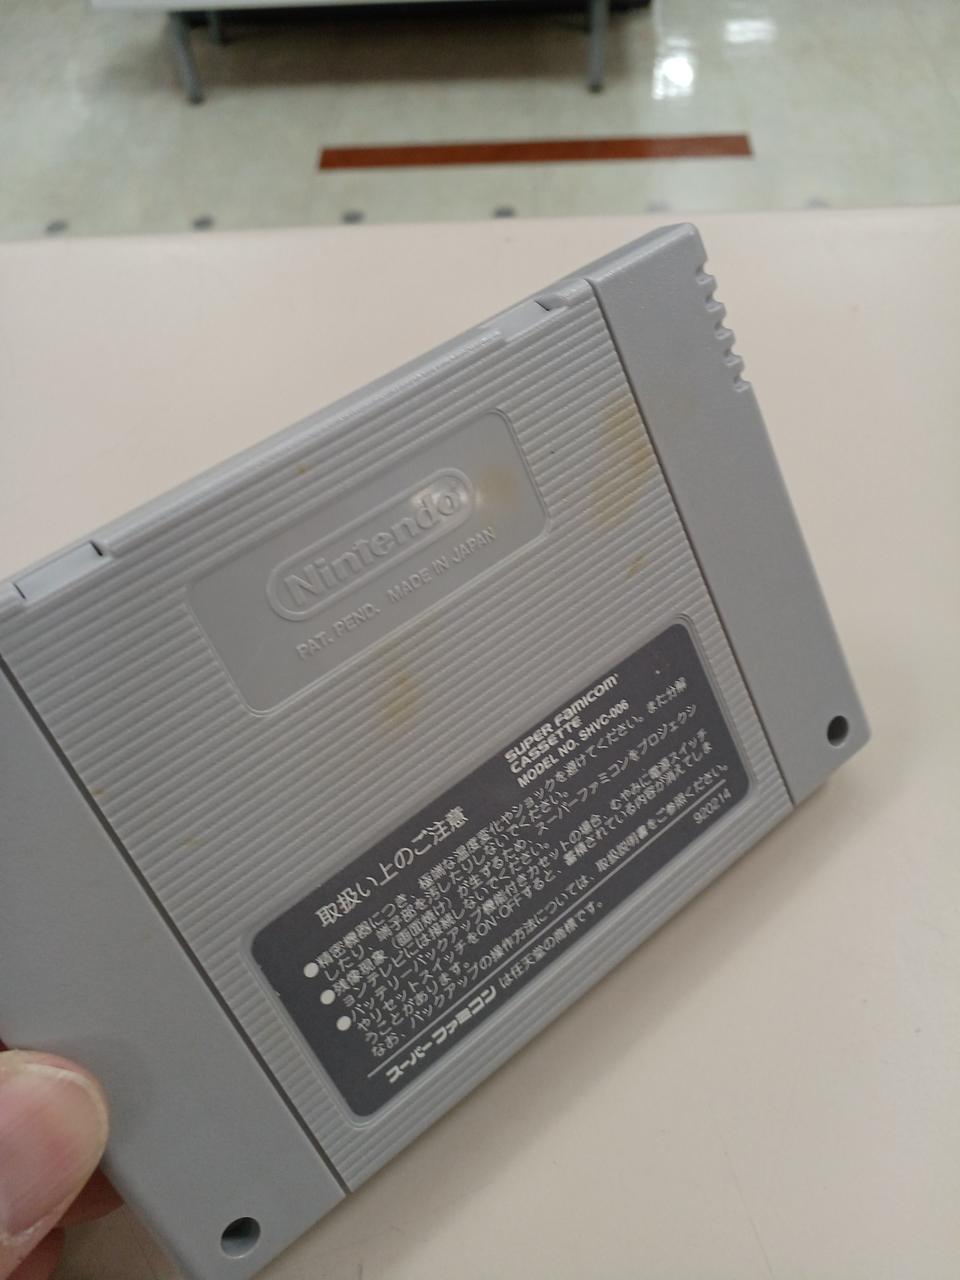 Nintendo
PAT. PEND. MADE IN JAPAN
SUPER Famicom
CASSETTE
MODEL NO. SHVC-006
取扱い上のご注意
●精密機器につき、極端な温度変化やショックを避けてください。また分解
したり、端子部を濡したりしないでください。
●残像現象(画面焼け)が生ずるため、スーパーファミコンをプロジェクシ
ョンテレビには接続しないでください。
●バッテリーバックアップ機能付きカセットの場合、むやみに電源スイッチ
やリセットスイッチをON・OFFすると、蓄積されている内容が消えてしま
うことがあります。
なお、バックアップの操作方法については、取扱説明書をご参照ください。
スーパーファミコンは任天堂の商標です。
920214